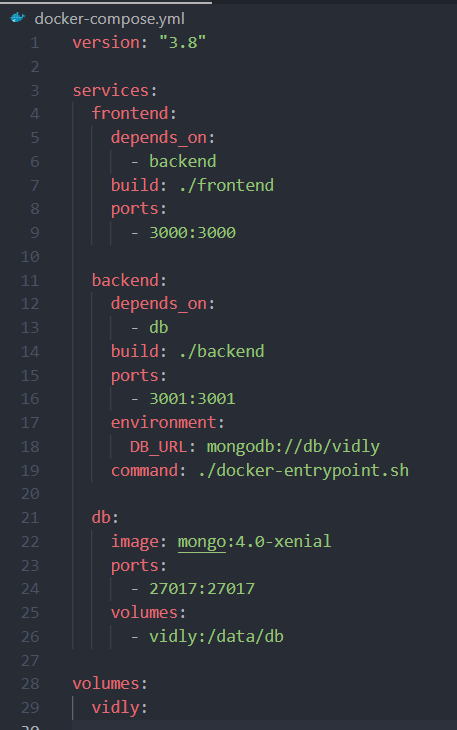 docker-compose.yml
1 version: "3.8"
2
3 services:
4   frontend:
5     depends_on:
6       - backend
7     build: ./frontend
8     ports:
9       - 3000:3000
10
11   backend:
12     depends_on:
13       - db
14     build: ./backend
15     ports:
16       - 3001:3001
17     environment:
18       DB_URL: mongodb://db/vidly
19     command: ./docker-entrypoint.sh
20
21   db:
22     image: mongo:4.0-xenial
23     ports:
24       - 27017:27017
25     volumes:
26       - vidly:/data/db
27
28 volumes:
29   vidly:
30